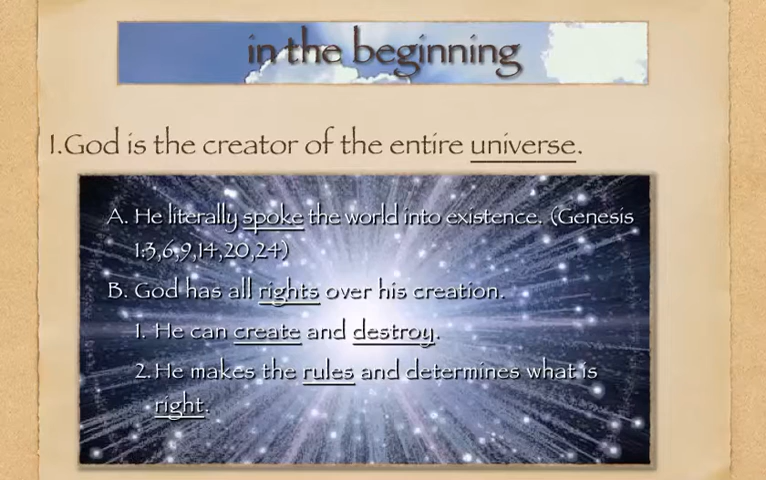 in the beginning
I.God is the creator of the entire universe.
A. He literally spoke the world into existence. (Genesis
1:3,6,9,14,20,24)
B. God has all rights over his creation.
1. He can create and destroy.
2. He makes the rules and determines what is
right.